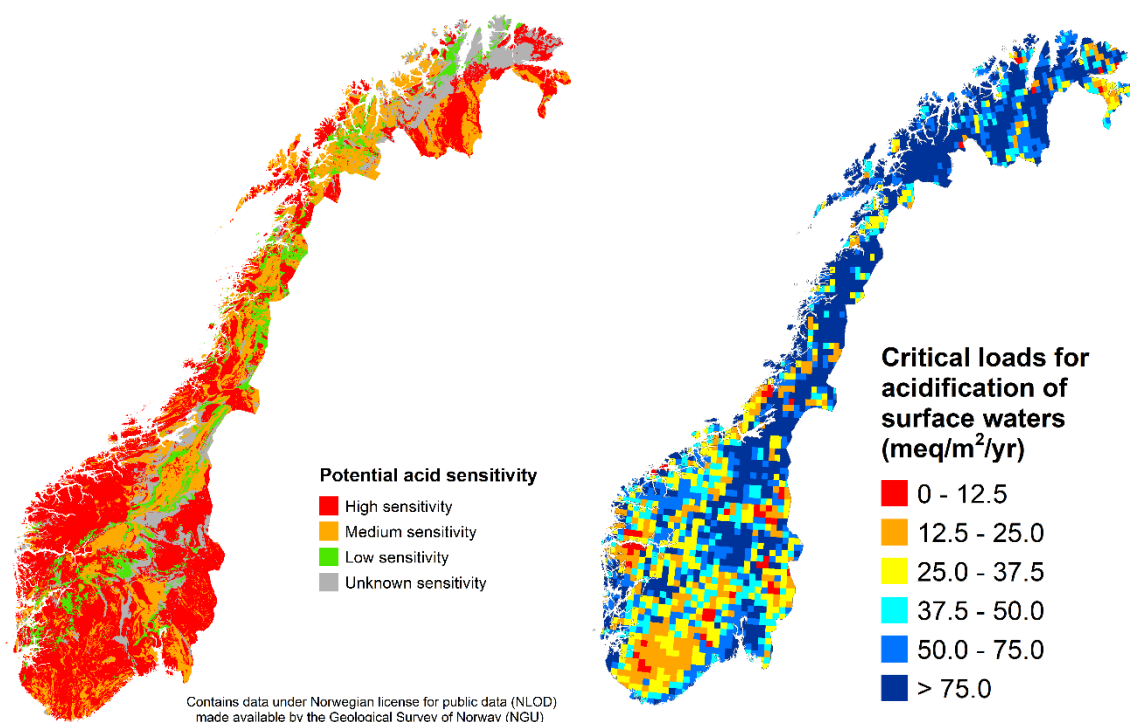 Potential acid sensitivity
High sensitivity
Medium sensitivity
Low sensitivity
Unknown sensitivity
Contains data under Norwegian license for public data (NLOD)
made available by the Geological Survey of Norway (NGU)
Critical loads for
acidification of
surface waters
(meq/m²/yr)
0 - 12.5
12.5 - 25.0
25.0 - 37.5
37.5 - 50.0
50.0 - 75.0
> 75.0